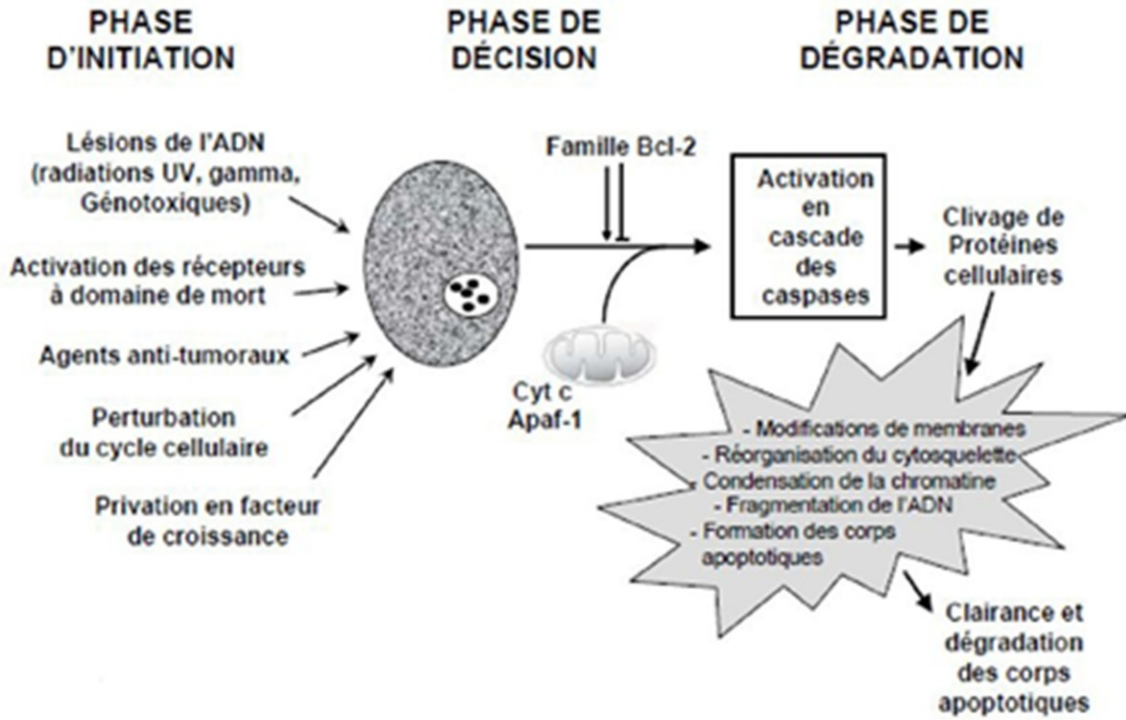 PHASE
D'INITIATION
PHASE DE
DÉCISION
PHASE DE
DÉGRADATION
Lésions de l'ADN
(radiations UV, gamma,
Génotoxiques)
Activation des récepteurs
à domaine de mort
Agents anti-tumoraux
Perturbation
du cycle cellulaire
Privation en facteur
de croissance
Famille Bcl-2
Cyt c
Apaf-1
Activation
en
cascade
des
caspases
Clivage de
Protéines
cellulaires
- Modifications de membranes
- Réorganisation du cytosquelette
- Condensation de la chromatine
- Fragmentation de l'ADN
- Formation des corps
apoptotiques
Clairance et
dégradation
des corps
apoptotiques